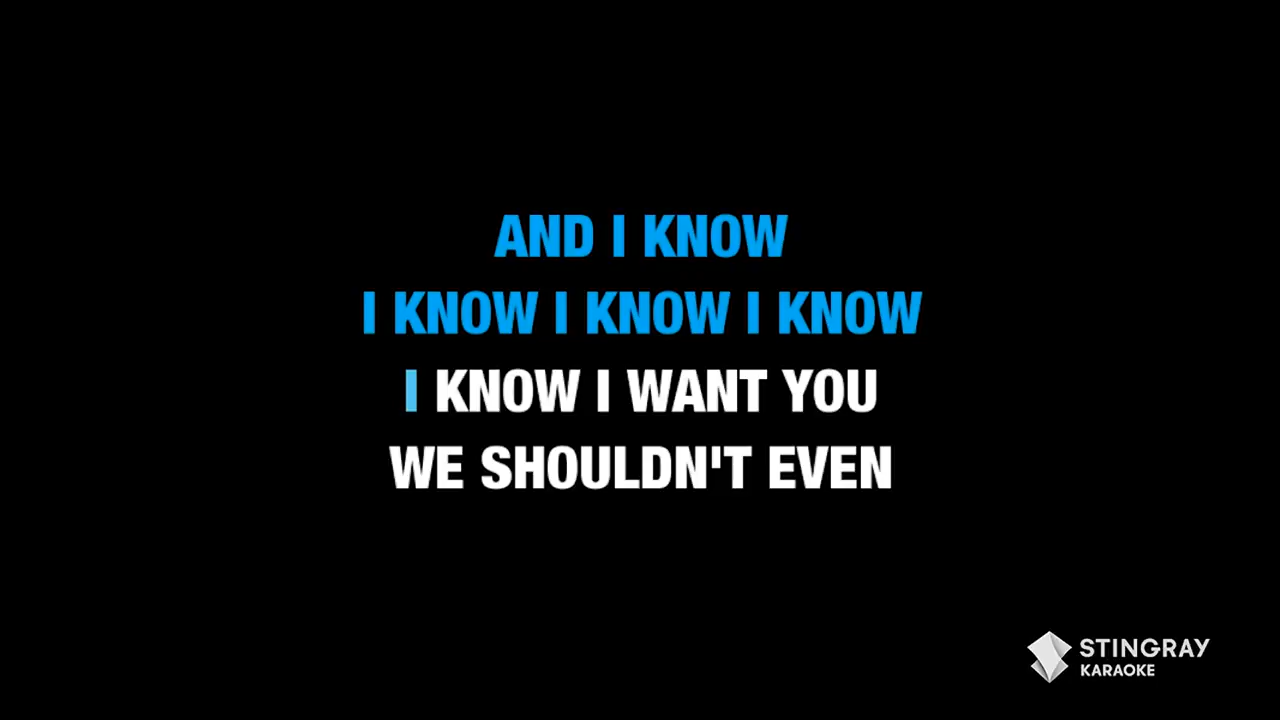 AND I KNOW
I KNOW I KNOW I KNOW
I KNOW I WANT YOU
WE SHOULDN'T EVEN
STINGRAY
KARAOKE